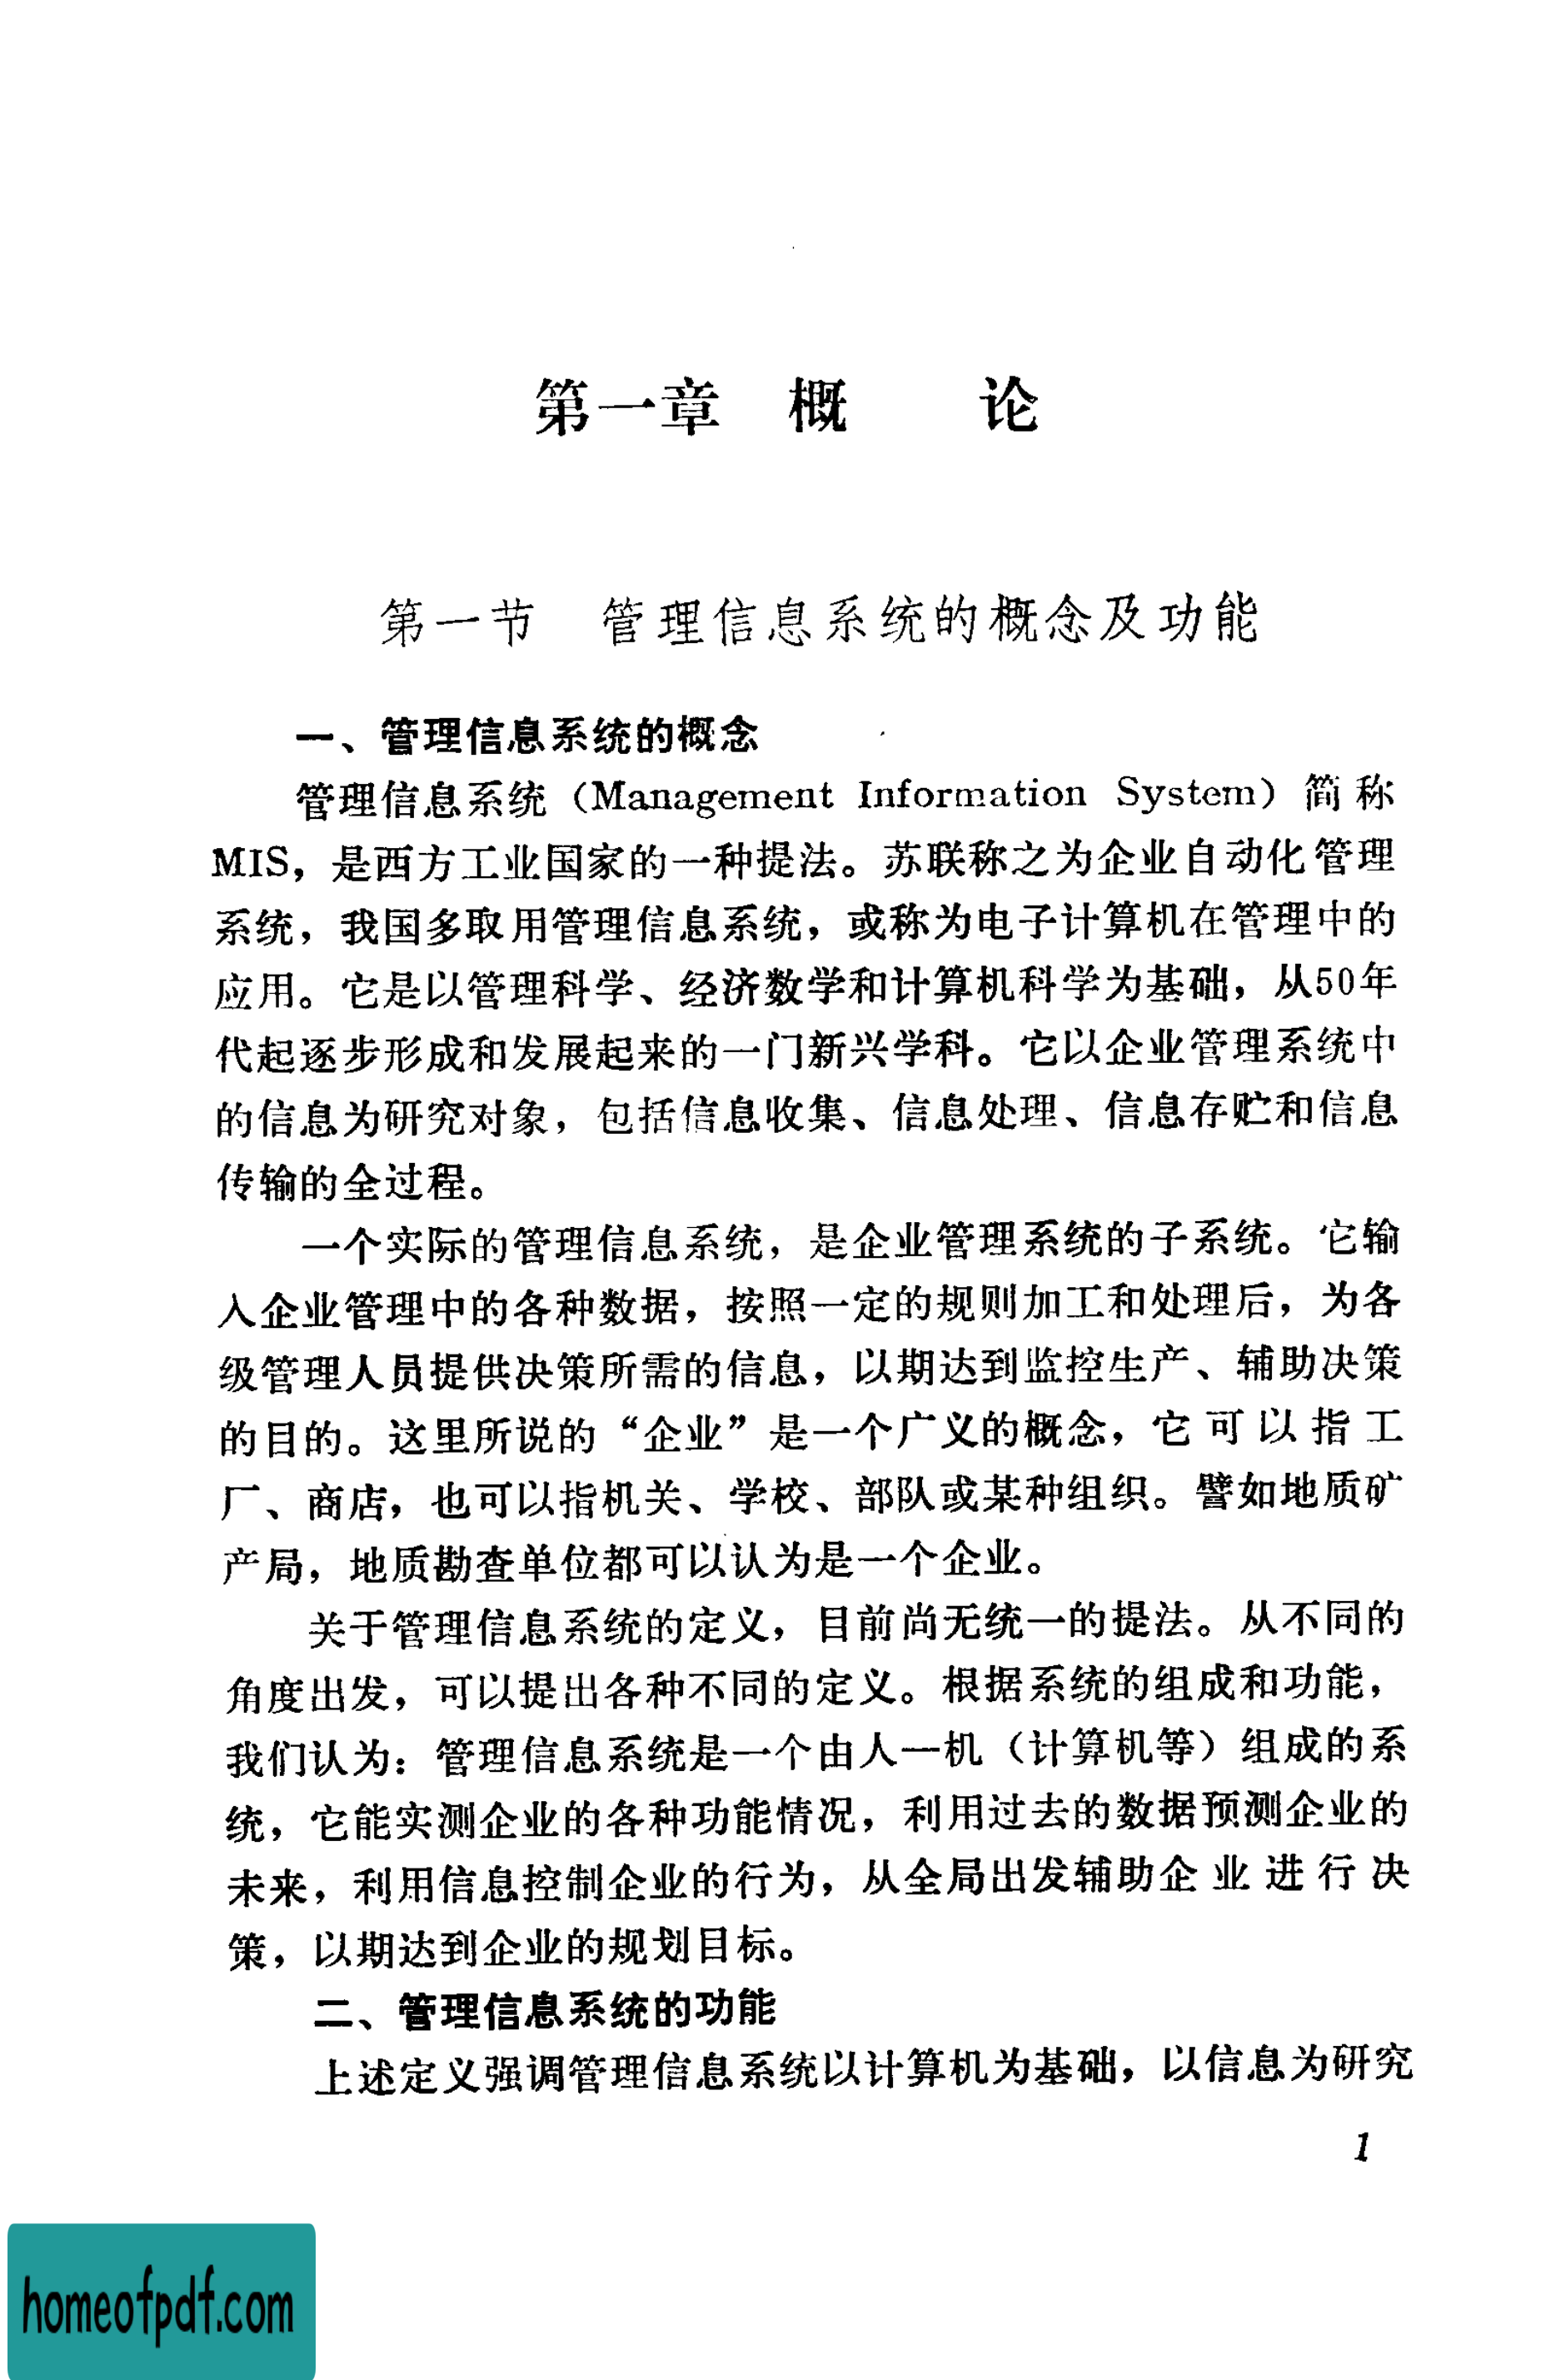 第一章 概 论
第一节 管理信息系统的概念及功能
一、管理信息系统的概念
管理信息系统（Management Information System）简称
MIS，是西方工业国家的一种提法。苏联称之为企业自动化管理
系统，我国多取用管理信息系统，或称为电子计算机在管理中的
应用。它是以管理科学、经济数学和计算机科学为基础，从50年
代起逐步形成和发展起来的一门新兴学科。它以企业管理系统中
的信息为研究对象，包括信息收集、信息处理、信息存贮和信息
传输的全过程。
一个实际的管理信息系统，是企业管理系统的子系统。它输
入企业管理中的各种数据，按照一定的规则加工和处理后，为各
级管理人员提供决策所需的信息，以期达到监控生产、辅助决策
的目的。这里所说的“企业”是一个广义的概念，它可以指工
厂、商店，也可以指机关、学校、部队或某种组织。譬如地质矿
产局，地质勘查单位都可以认为是一个企业。
关于管理信息系统的定义，目前尚无统一的提法。从不同的
角度出发，可以提出各种不同的定义。根据系统的组成和功能，
我们认为：管理信息系统是一个由人—机（计算机等）组成的系
统，它能实测企业的各种功能情况，利用过去的数据预测企业的
未来，利用信息控制企业的行为，从全局出发辅助企业进行决
策，以期达到企业的规划目标。
二、管理信息系统的功能
上述定义强调管理信息系统以计算机为基础，以信息为研究
1
homeofpdf.com